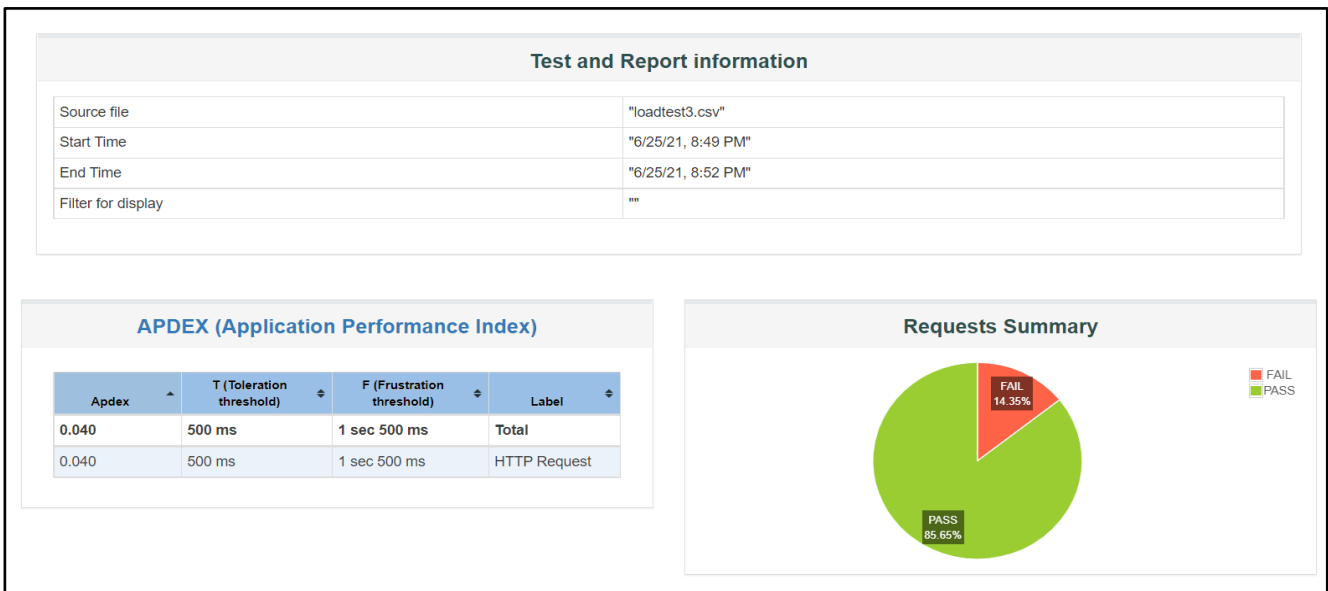 Test and Report information
Source file "loadtest3.csv"
Start Time "6/25/21, 8:49 PM"
End Time "6/25/21, 8:52 PM"
Filter for display ""
APDEX (Application Performance Index)
Apdex T (Toleration threshold) F (Frustration threshold) Label
0.040 500 ms 1 sec 500 ms Total
0.040 500 ms 1 sec 500 ms HTTP Request
Requests Summary
FAIL
14.35%
PASS
85.65%
FAIL
PASS